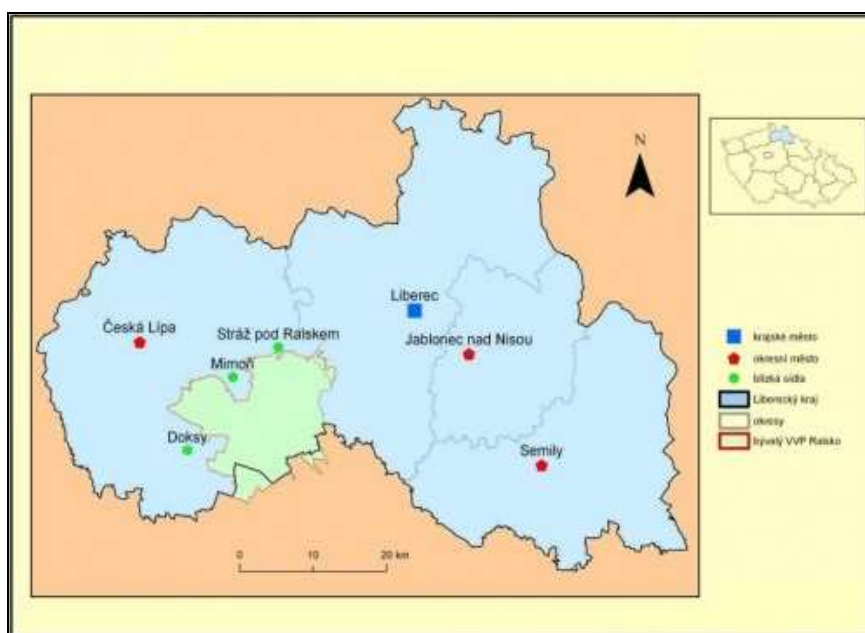 N
Liberec
Česká Lípa
Stráž pod Ralskem
Jablonec nad Nisou
Mimoň
Doksy
Semily
0 10 20 km
krajské město
okresní město
blízká sídla
Liberecký kraj
okresy
bývalý VVP Ralsko